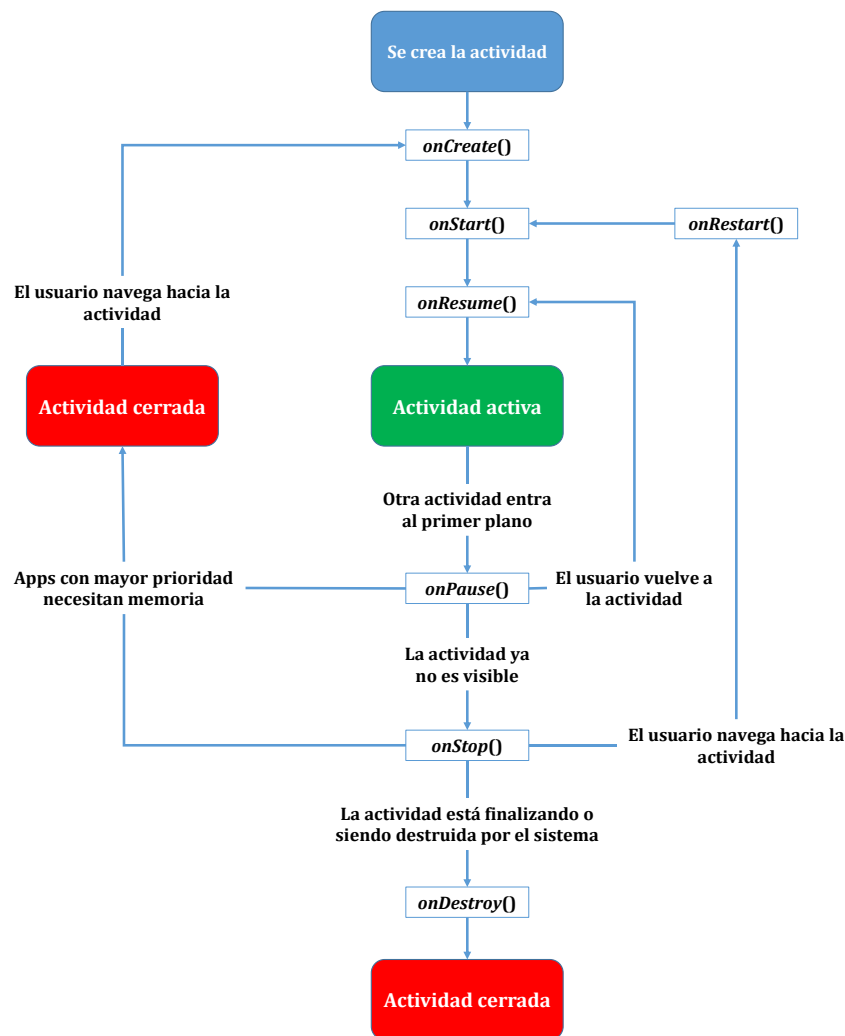 Se crea la actividad
onCreate()
onStart()
onRestart()
El usuario navega hacia la
actividad
onResume()
Actividad cerrada
Actividad activa
Otra actividad entra
al primer plano
Apps con mayor prioridad
necesitan memoria
onPause()
El usuario vuelve a
la actividad
La actividad ya
no es visible
onStop()
El usuario navega hacia la
actividad
La actividad está finalizando o
siendo destruida por el sistema
onDestroy()
Actividad cerrada